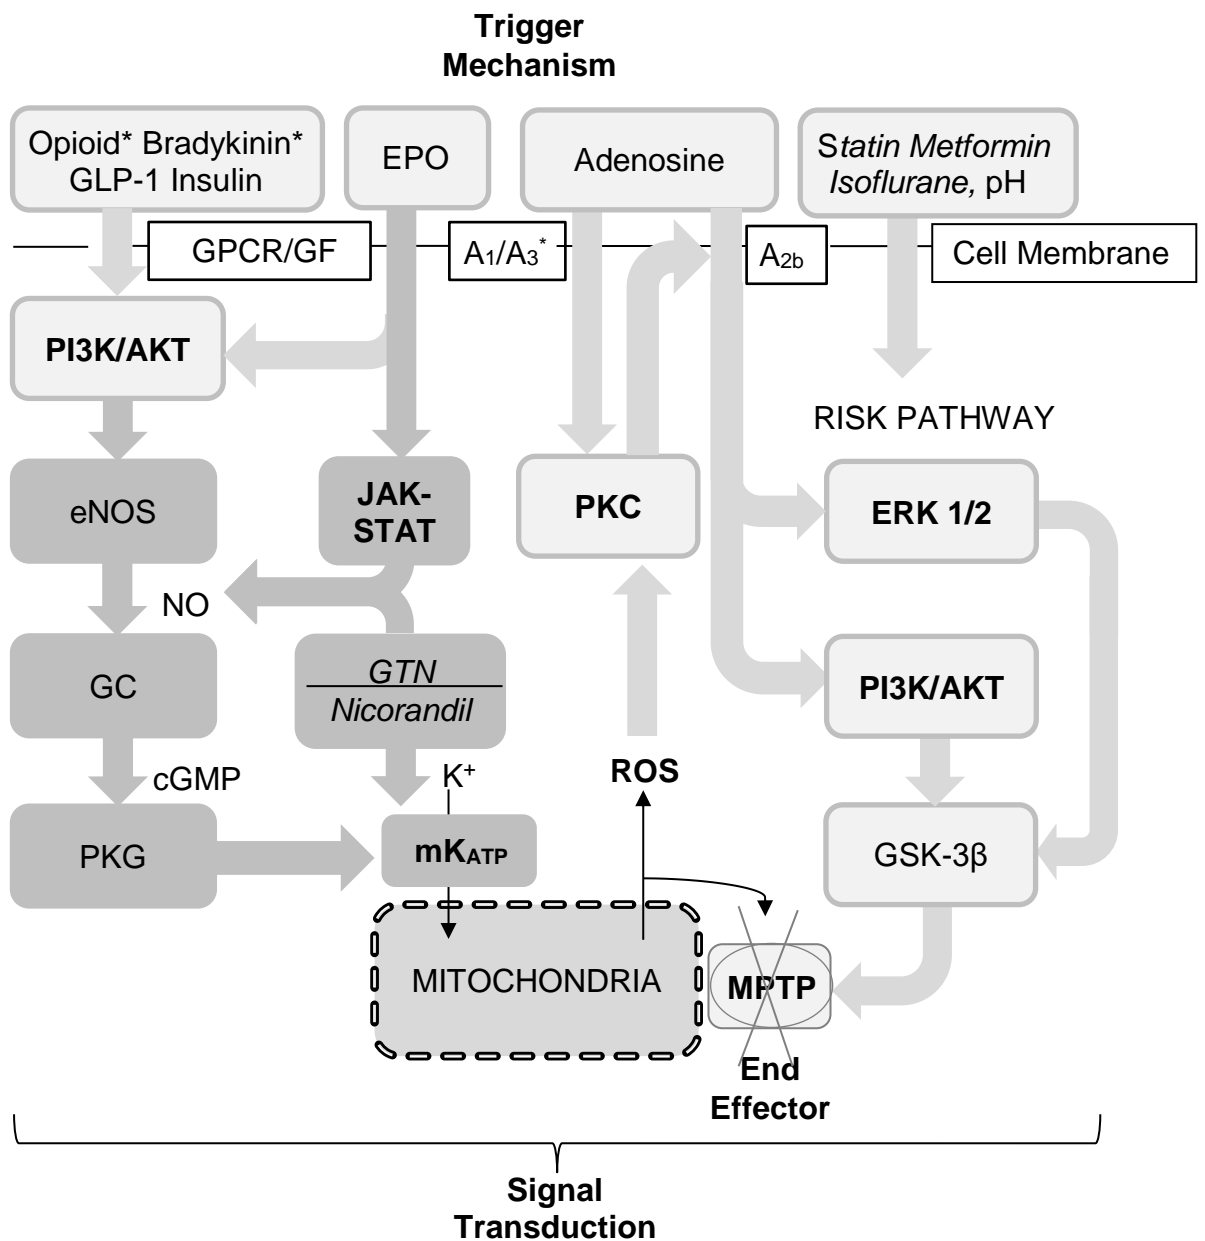 Trigger
Mechanism
Opioid* Bradykinin*
GLP-1 Insulin
EPO
Adenosine
Statin Metformin
Isoflurane, pH
GPCR/GF
A1/A3*
A2b
Cell Membrane
PI3K/AKT
RISK PATHWAY
eNOS
JAK-
STAT
PKC
ERK 1/2
NO
GC
GTN
Nicorandil
PI3K/AKT
cGMP
K+
ROS
PKG
mKATP
GSK-3β
MITOCHONDRIA
MPTP
End
Effector
Signal
Transduction